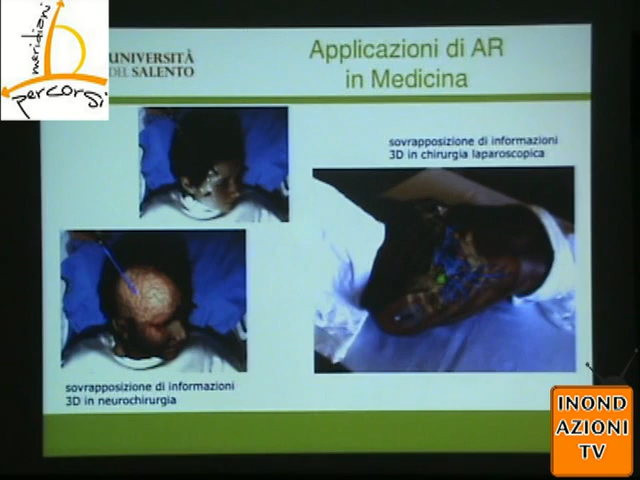 meridiani
percorsi
UNIVERSITÀ
DEL SALENTO
Applicazioni di AR
in Medicina
sovrapposizione di informazioni
3D in chirurgia laparoscopica
sovrapposizione di informazioni
3D in neurochirurgia
INOND
AZIONI
TV